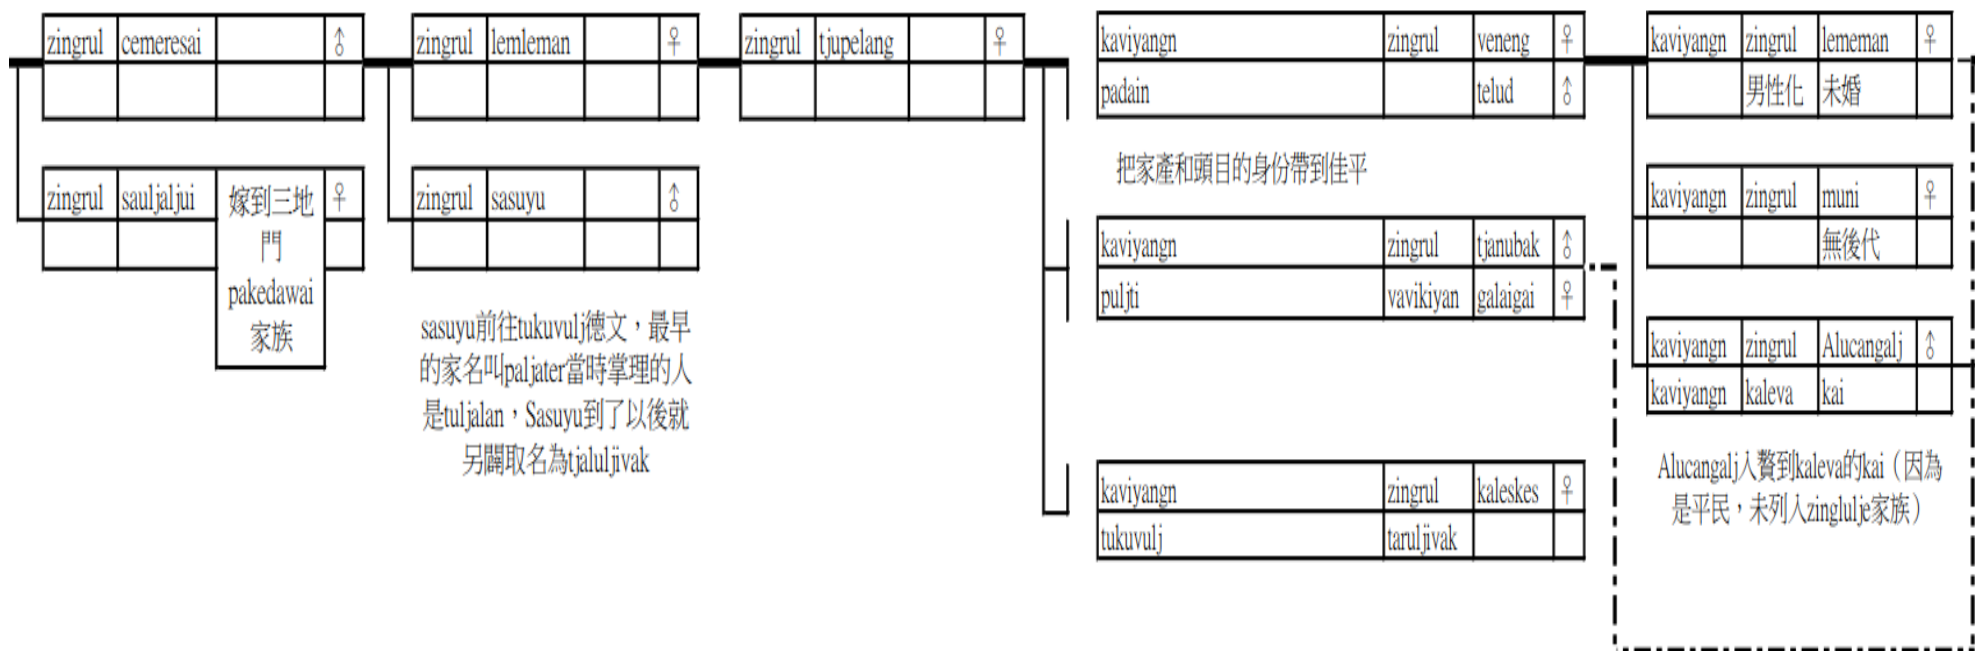 zingrul cemeresai ♂
zingrul sauljaljui 嫁到三地 ♀
門
pakedawai
家族
zingrul lemleman ♀
zingrul sasuyu ♂
sasuyu前往tukuvulj德文，最早
的家名叫paljater當時掌理的人
是tuljalan，Sasuyu到了以後就
另闢取名為tjaluljivak
zingrul tjupelang ♀
kaviyangn zingrul veneng ♀
padain telud ♂
把家產和頭目的身份帶到佳平
kaviyangn zingrul tjanubak ♂
puljti vavikiyan galaigai ♀
kaviyangn zingrul kaleskes ♀
tukuvulj taruljivak
kaviyangn zingrul lememan ♀
男性化 未婚
kaviyangn zingrul muni ♀
無後代
kaviyangn zingrul Alucangalj ♂
kaviyangn kaleva kai
Alucangalj入贅到kaleva的kai（因為
是平民，未列入zinglulje家族）